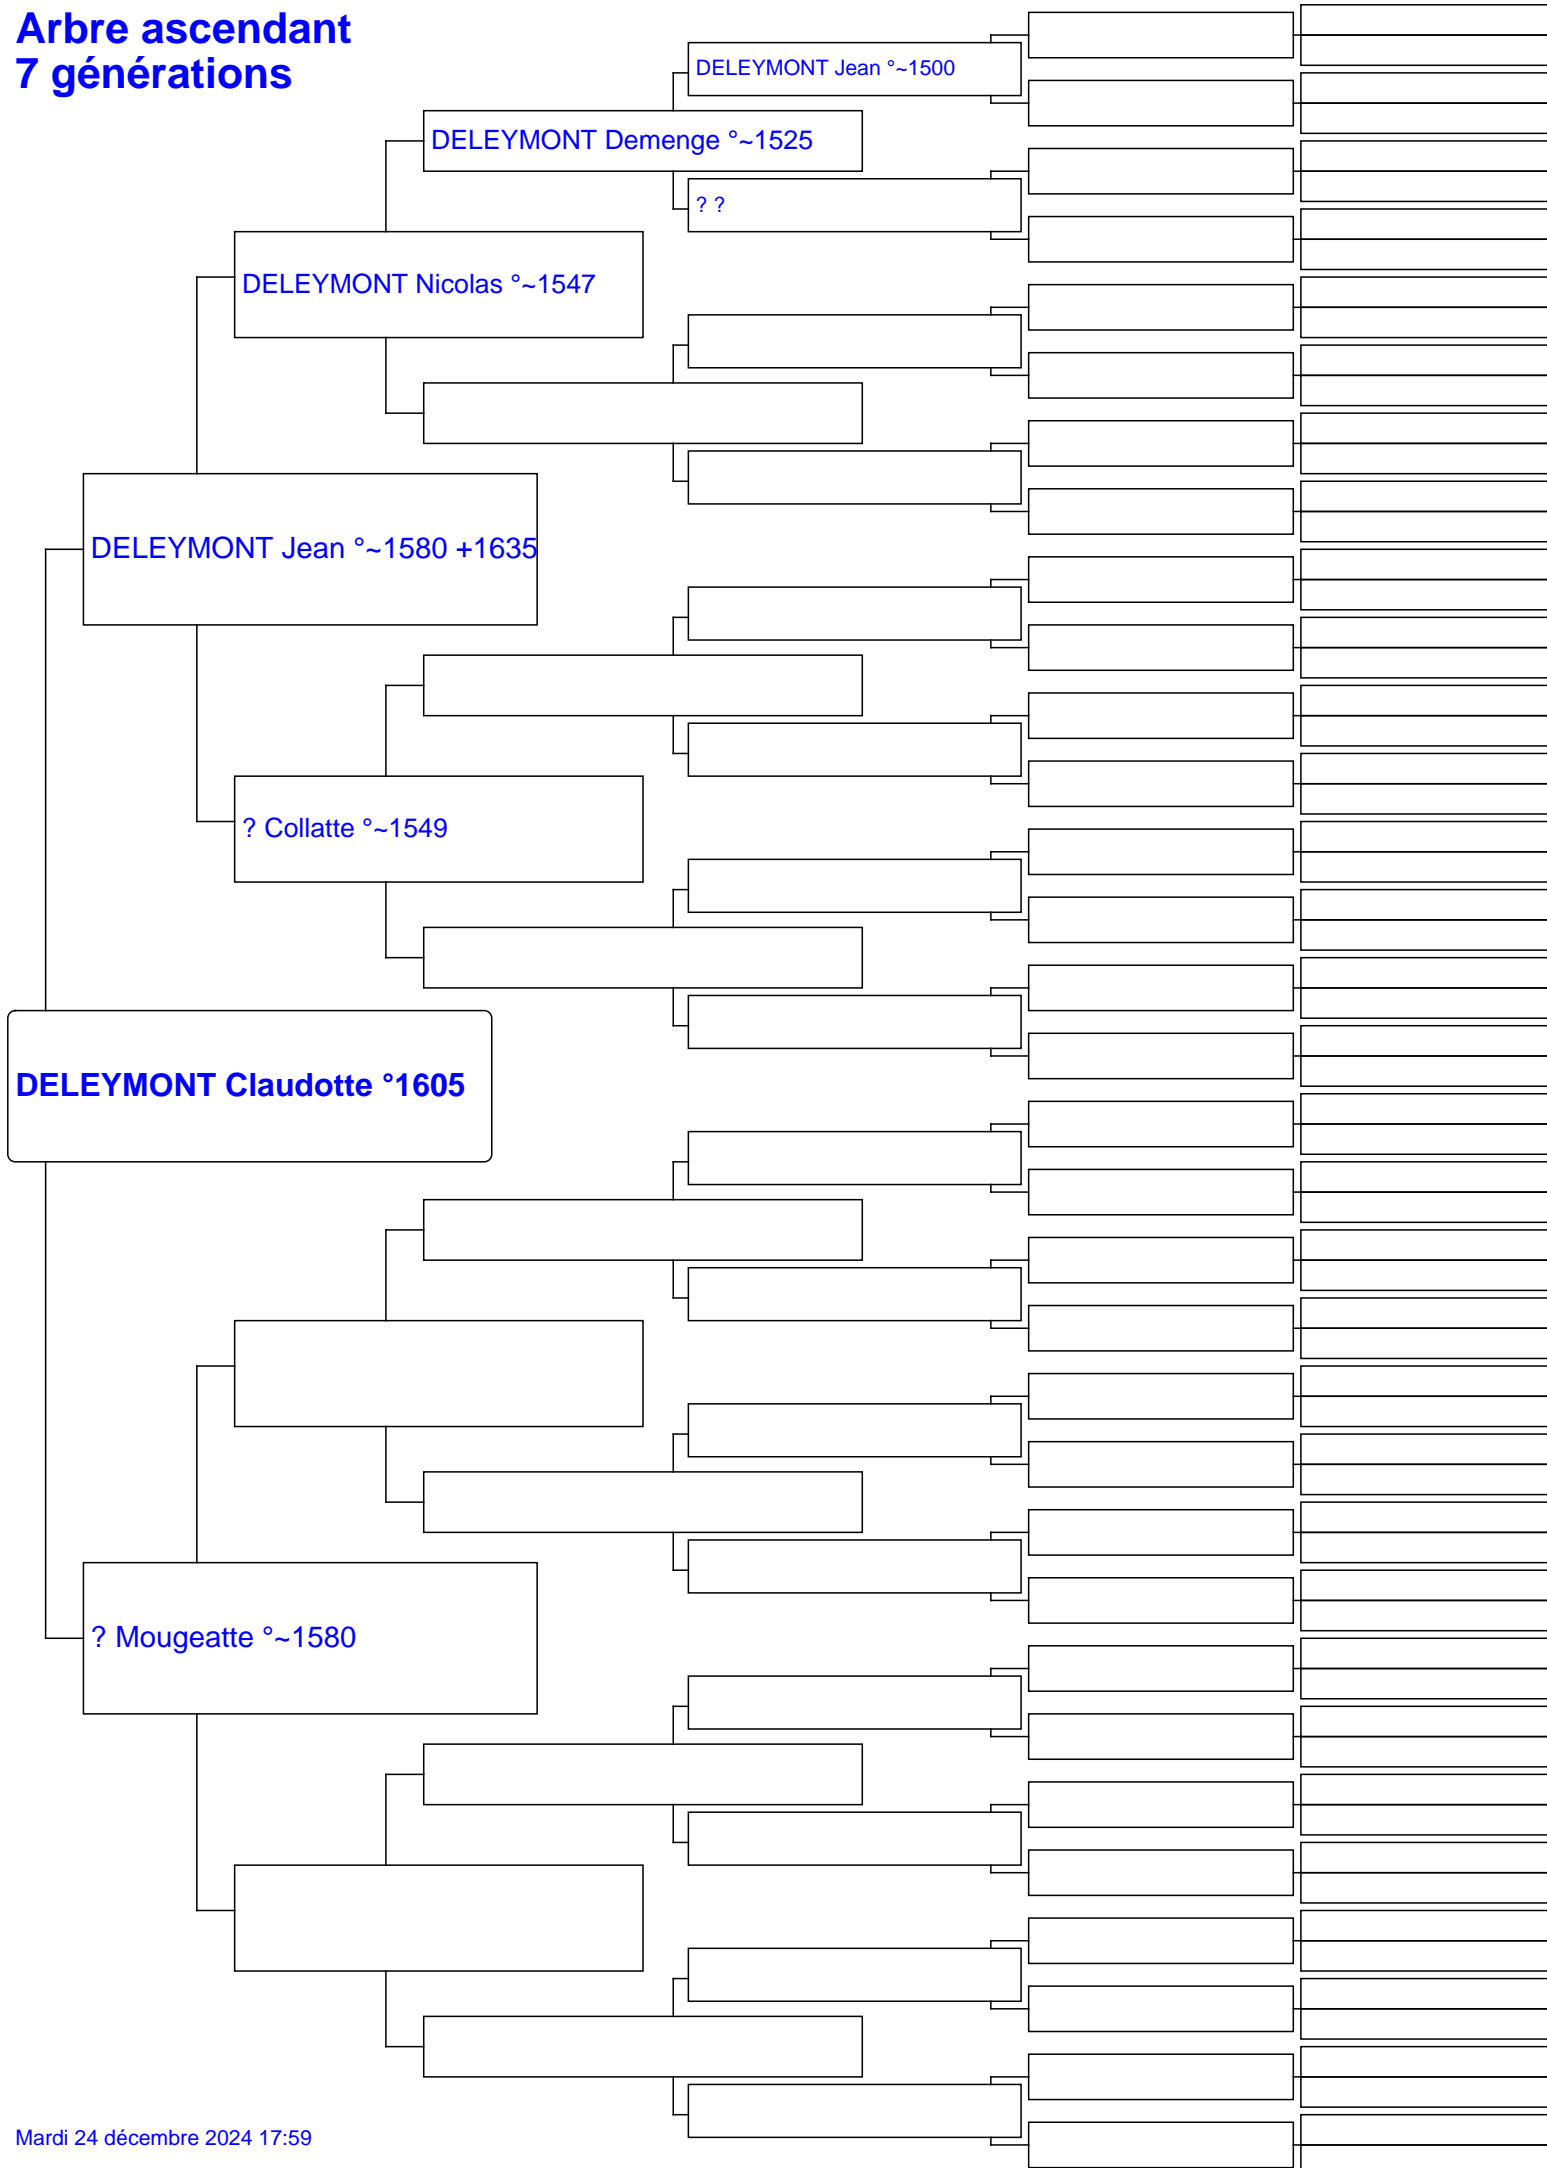 Arbre ascendant
7 générations
DELEYMONT Jean °~1500
DELEYMONT Demenge °~1525
? ?
DELEYMONT Nicolas °~1547
DELEYMONT Jean °~1580 +1635
? Collatte °~1549
DELEYMONT Claudotte °1605
? Mougeatte °~1580
Mardi 24 décembre 2024 17:59